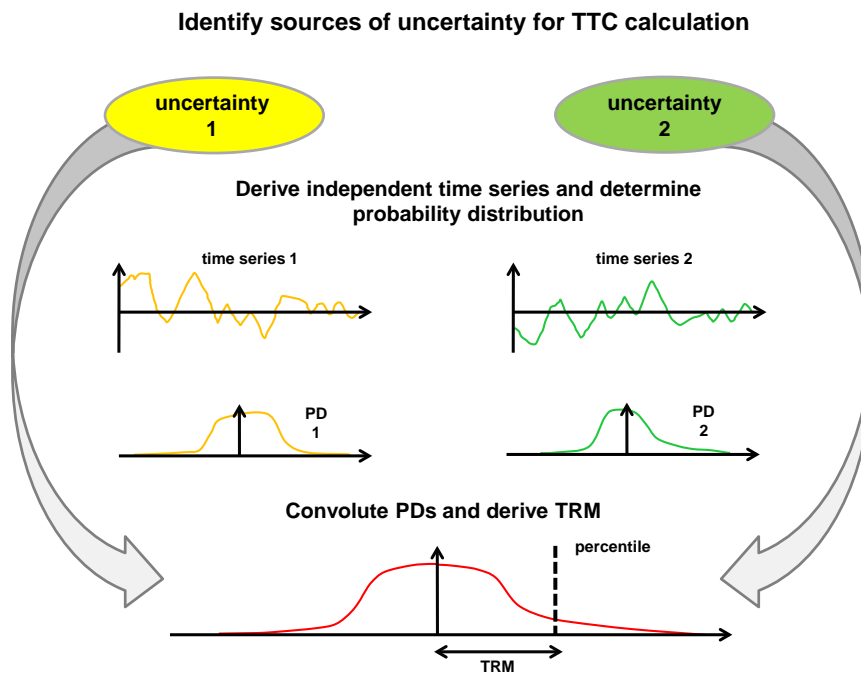 Identify sources of uncertainty for TTC calculation
uncertainty
1
uncertainty
2
Derive independent time series and determine
probability distribution
time series 1
time series 2
PD
1
PD
2
Convolute PDs and derive TRM
percentile
TRM